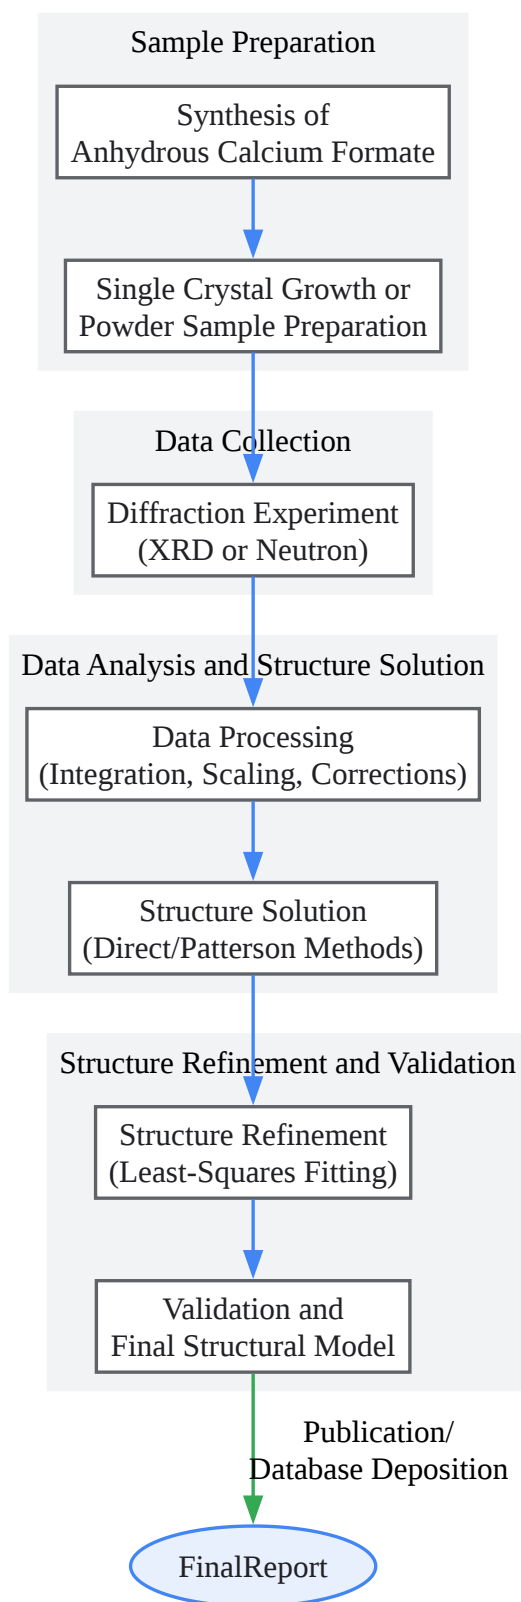 Sample Preparation
Synthesis of
Anhydrous Calcium Formate
Single Crystal Growth or
Powder Sample Preparation
Data Collection
Diffraction Experiment
(XRD or Neutron)
Data Analysis and Structure Solution
Data Processing
(Integration, Scaling, Corrections)
Structure Solution
(Direct/Patterson Methods)
Structure Refinement and Validation
Structure Refinement
(Least-Squares Fitting)
Validation and
Final Structural Model
Publication/
Database Deposition
FinalReport